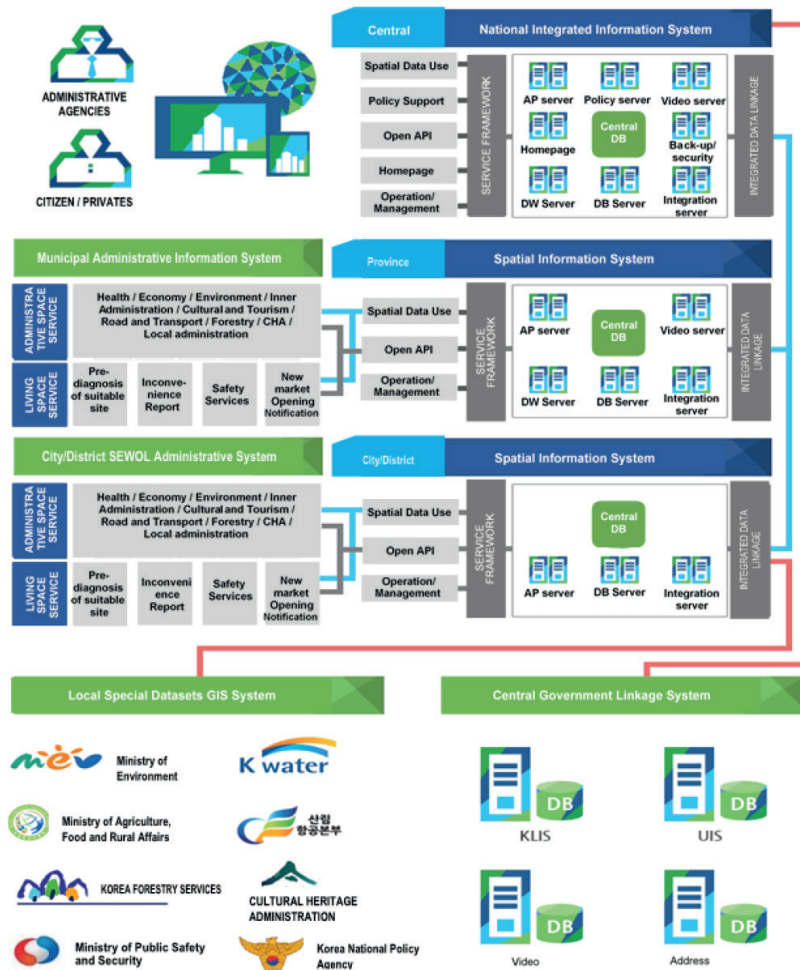 ADMINISTRATIVE
AGENCIES
CITIZEN / PRIVATES
Central
National Integrated Information System
Spatial Data Use
Policy Support
Open API
Homepage
Operation/
Management
SERVICE FRAMEWORK
AP server
Policy server
Video server
Homepage
Central
DB
Back-up/
security
DW Server
DB Server
Integration
server
INTEGRATED DATA LINKAGE
Municipal Administrative Information System
ADMINISTRA
TIVE SPACE
SERVICE
Health / Economy / Environment / Inner
Administration / Cultural and Tourism /
Road and Transport / Forestry / CHA /
Local administration
LIVING
SPACE
SERVICE
Pre-
diagnosis
of suitable
site
Inconve-
nience
Report
Safety
Services
New
market
Opening
Notification
Province
Spatial Information System
Spatial Data Use
Open API
Operation/
Management
SERVICE
FRAMEWORK
AP server
Central
DB
Video server
DW Server
DB Server
Integration
server
INTEGRATED DATA
LINKAGE
City/District SEWOL Administrative System
ADMINISTRA
TIVE SPACE
SERVICE
Health / Economy / Environment / Inner
Administration / Cultural and Tourism /
Road and Transport / Forestry / CHA /
Local administration
LIVING
SPACE
SERVICE
Pre-
diagnosis
of suitable
site
Inconveni
ence
Report
Safety
Services
New
market
Opening
Notification
City/District
Spatial Information System
Spatial Data Use
Open API
Operation/
Management
SERVICE
FRAMEWORK
Central
DB
AP server
DB Server
Integration
server
INTEGRATED DATA
LINKAGE
Local Special Datasets GIS System
mev
Ministry of
Environment
K water
Ministry of Agriculture,
Food and Rural Affairs
산림
항공본부
KOREA FORESTRY SERVICES
CULTURAL HERITAGE
ADMINISTRATION
Ministry of Public Safety
and Security
Korea National Policy
Agency
Central Government Linkage System
DB
KLIS
DB
UIS
DB
Video
DB
Address